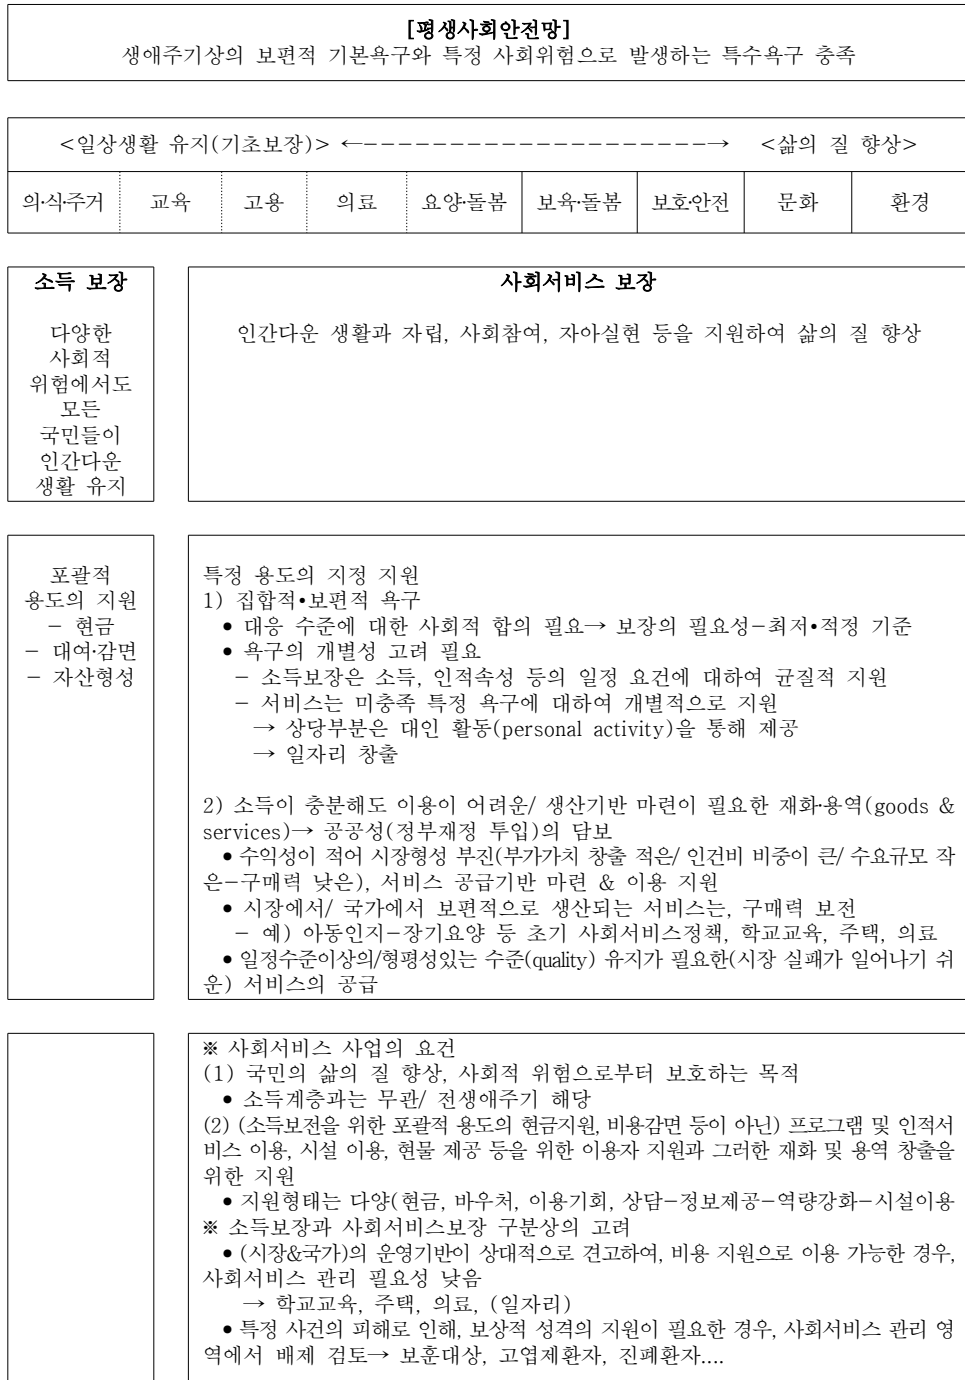 [평생사회안전망]
생애주기상의 보편적 기본욕구와 특정 사회위험으로 발생하는 특수욕구 충족
<일상생활 유지(기초보장)> ←−−−−−−−−−−−−−−−−−−−−→ <삶의 질 향상>
의·식·주거 교육 고용 의료 요양·돌봄 보육·돌봄 보호·안전 문화 환경
소득 보장
다양한
사회적
위험에서도
모든
국민들이
인간다운
생활 유지
사회서비스 보장
인간다운 생활과 자립, 사회참여, 자아실현 등을 지원하여 삶의 질 향상
포괄적
용도의 지원
− 현금
− 대여·감면
− 자산형성
특정 용도의 지정 지원
1) 집합적•보편적 욕구
• 대응 수준에 대한 사회적 합의 필요→ 보장의 필요성−최저•적정 기준
• 욕구의 개별성 고려 필요
− 소득보장은 소득, 인적속성 등의 일정 요건에 대하여 균질적 지원
− 서비스는 미충족 특정 욕구에 대하여 개별적으로 지원
→ 상당부분은 대인 활동(personal activity)을 통해 제공
→ 일자리 창출
2) 소득이 충분해도 이용이 어려운/ 생산기반 마련이 필요한 재화·용역(goods &
services)→ 공공성(정부재정 투입)의 담보
• 수익성이 적어 시장형성 부진(부가가치 창출 적은/ 인건비 비중이 큰/ 수요규모 작
은−구매력 낮은), 서비스 공급기반 마련 & 이용 지원
• 시장에서/ 국가에서 보편적으로 생산되는 서비스는, 구매력 보전
− 예) 아동인지−장기요양 등 초기 사회서비스정책, 학교교육, 주택, 의료
• 일정수준이상의/형평성있는 수준(quality) 유지가 필요한(시장 실패가 일어나기 쉬
운) 서비스의 공급
※ 사회서비스 사업의 요건
(1) 국민의 삶의 질 향상, 사회적 위험으로부터 보호하는 목적
• 소득계층과는 무관/ 전생애주기 해당
(2) (소득보전을 위한 포괄적 용도의 현금지원, 비용감면 등이 아닌) 프로그램 및 인적서
비스 이용, 시설 이용, 현물 제공 등을 위한 이용자 지원과 그러한 재화 및 용역 창출을
위한 지원
• 지원형태는 다양(현금, 바우처, 이용기회, 상담−정보제공−역량강화−시설이용
※ 소득보장과 사회서비스보장 구분상의 고려
• (시장&국가)의 운영기반이 상대적으로 견고하여, 비용 지원으로 이용 가능한 경우,
사회서비스 관리 필요성 낮음
→ 학교교육, 주택, 의료, (일자리)
• 특정 사건의 피해로 인해, 보상적 성격의 지원이 필요한 경우, 사회서비스 관리 영
역에서 배제 검토→ 보훈대상, 고엽제환자, 진폐환자....